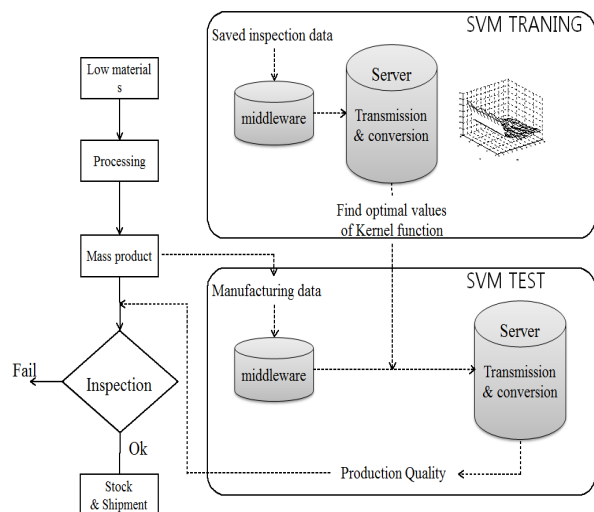 SVM TRANING
Saved inspection data
middleware
Server
Transmission
& conversion
Find optimal values
of Kernel function
Low material
s
Processing
Mass product
Inspection
Fail
Ok
Stock
& Shipment
SVM TEST
Manufacturing data
middleware
Server
Transmission
& conversion
Production Quality